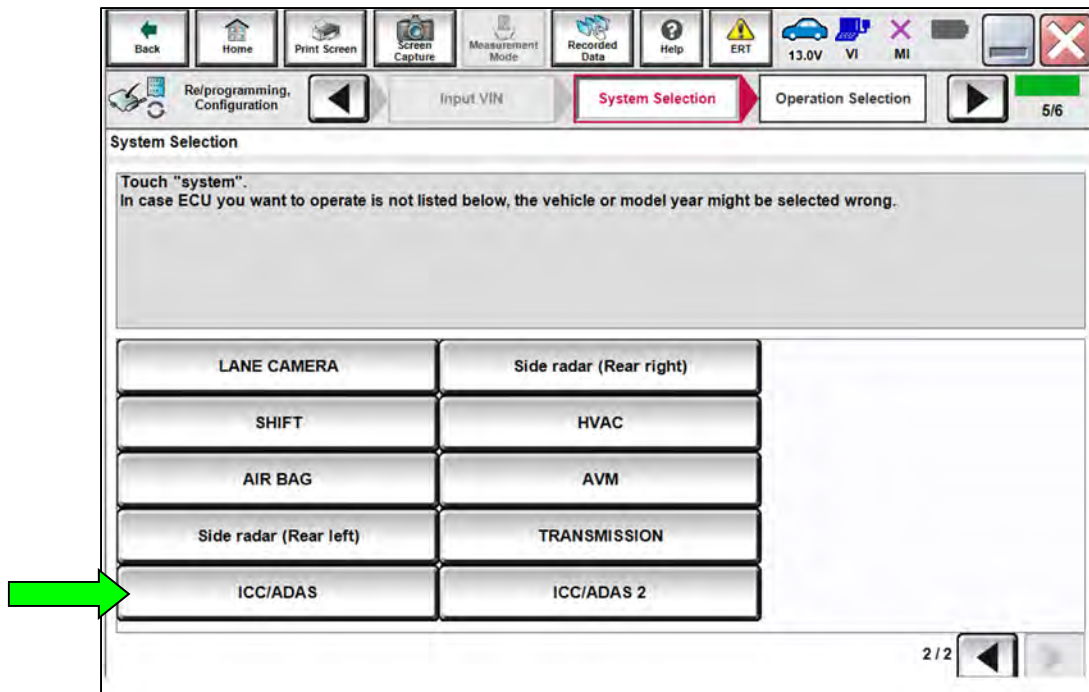 Back
Home
Print Screen
Screen Capture
Measurement Mode
Recorded Data
Help
ERT
13.0V
VI
MI
Re/programming, Configuration
Input VIN
System Selection
Operation Selection
5/6
System Selection
Touch "system".
In case ECU you want to operate is not listed below, the vehicle or model year might be selected wrong.
LANE CAMERA
Side radar (Rear right)
SHIFT
HVAC
AIR BAG
AVM
Side radar (Rear left)
TRANSMISSION
ICC/ADAS
ICC/ADAS 2
2/2